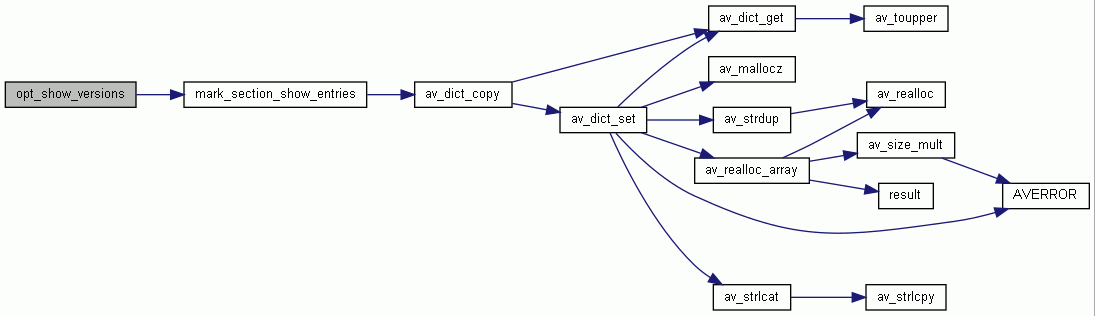 opt_show_versions
mark_section_show_entries
av_dict_copy
av_dict_get
av_toupper
av_mallocz
av_dict_set
av_strdup
av_realloc
av_realloc_array
av_size_mult
result
AVERROR
av_strlcat
av_strlcpy